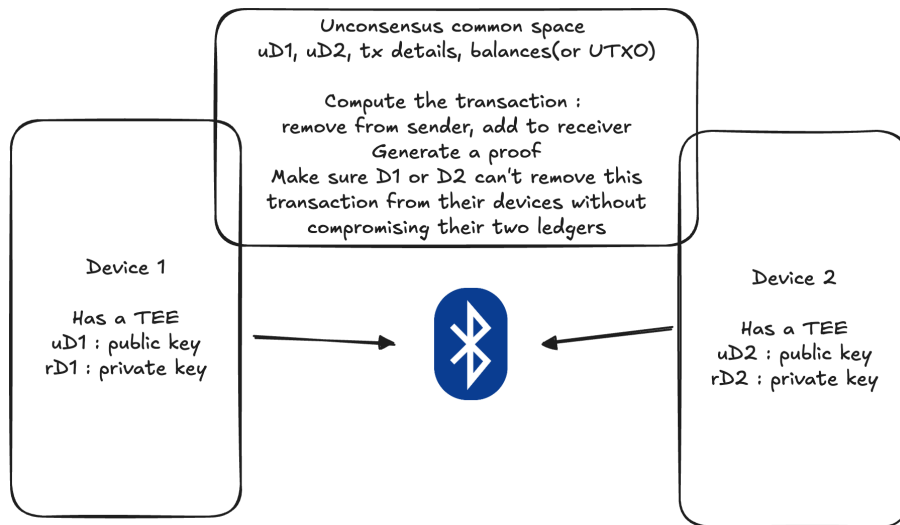 Unconsensus common space
uD1, uD2, tx details, balances(or UTXO)
Compute the transaction :
remove from sender, add to receiver
Generate a proof
Make sure D1 or D2 can't remove this
transaction from their devices without
compromising their two ledgers
Device 1
Has a TEE
uD1 : public key
rD1 : private key
Device 2
Has a TEE
uD2 : public key
rD2 : private key